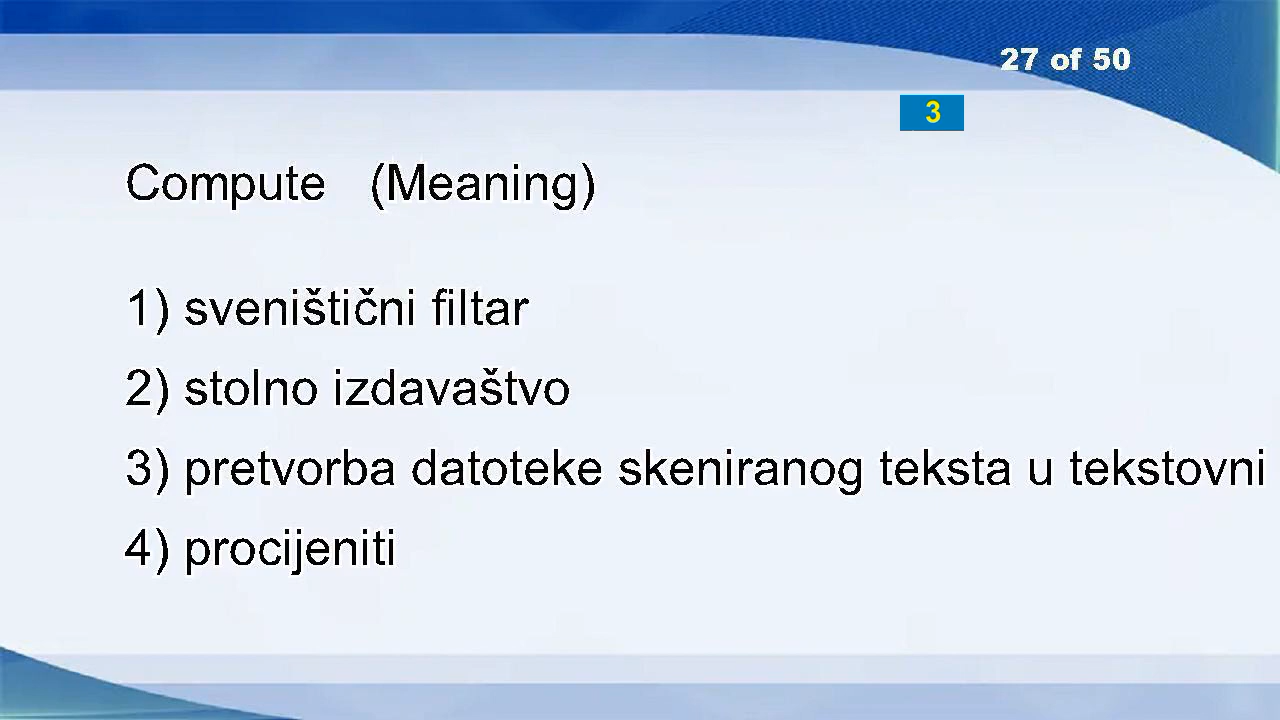 27 of 50
3
Compute (Meaning)
1) sveništični filtar
2) stolno izdavaštvo
3) pretvorba datoteke skeniranog teksta u tekstovni
4) procijeniti